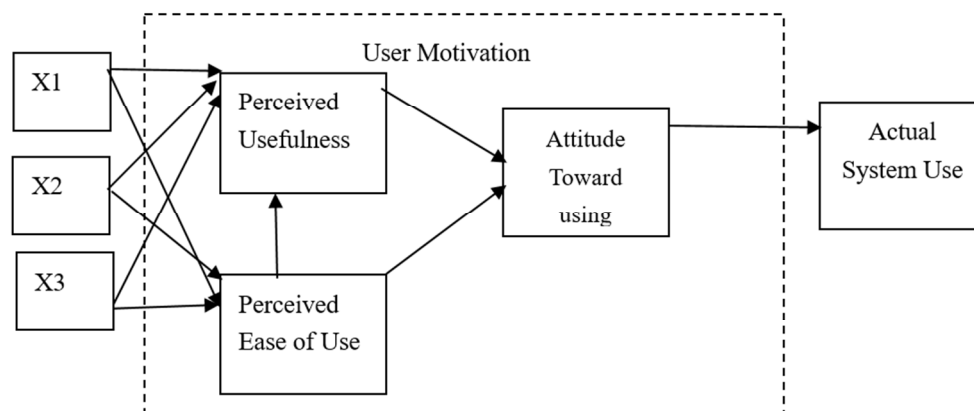 User Motivation
X1
X2
X3
Perceived
Usefulness
Perceived
Ease of Use
Attitude
Toward
using
Actual
System Use